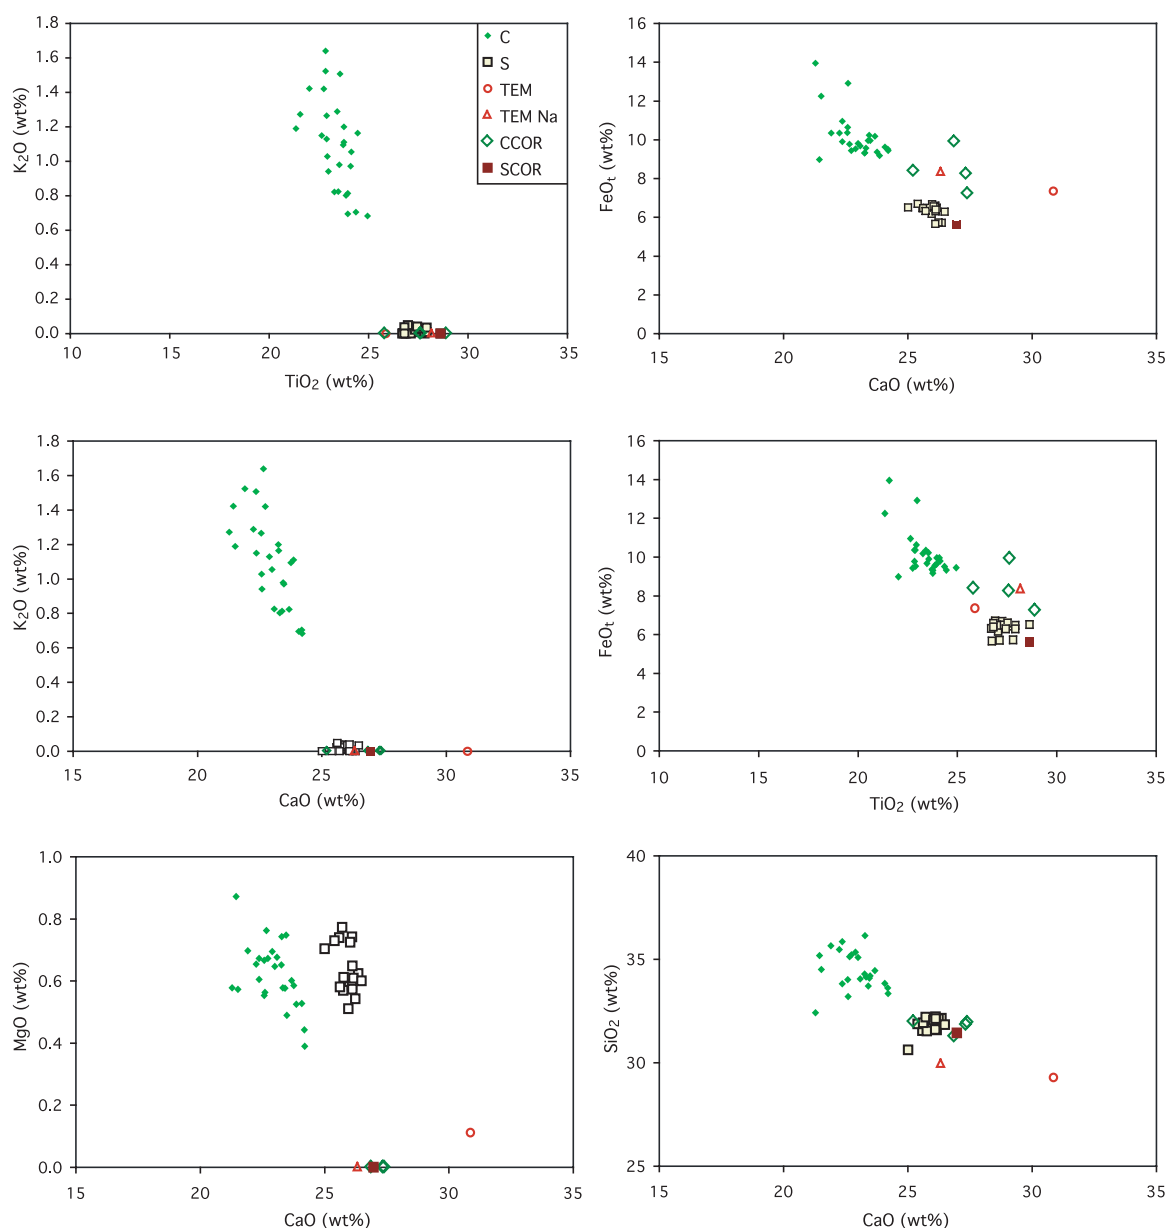 1.8
1.6
1.4
1.2
1.0
0.8
0.6
0.4
0.2
0.0
K2O (wt%)
10 15 20 25 30 35
TiO2 (wt%)
C
S
TEM
TEM Na
CCOR
SCOR
16
14
12
10
8
6
4
2
0
FeOt (wt%)
15 20 25 30 35
CaO (wt%)
1.8
1.6
1.4
1.2
1.0
0.8
0.6
0.4
0.2
0.0
K2O (wt%)
15 20 25 30 35
CaO (wt%)
16
14
12
10
8
6
4
2
0
FeOt (wt%)
10 15 20 25 30 35
TiO2 (wt%)
1.0
0.8
0.6
0.4
0.2
0.0
MgO (wt%)
15 20 25 30 35
CaO (wt%)
40
35
30
25
SiO2 (wt%)
15 20 25 30 35
CaO (wt%)